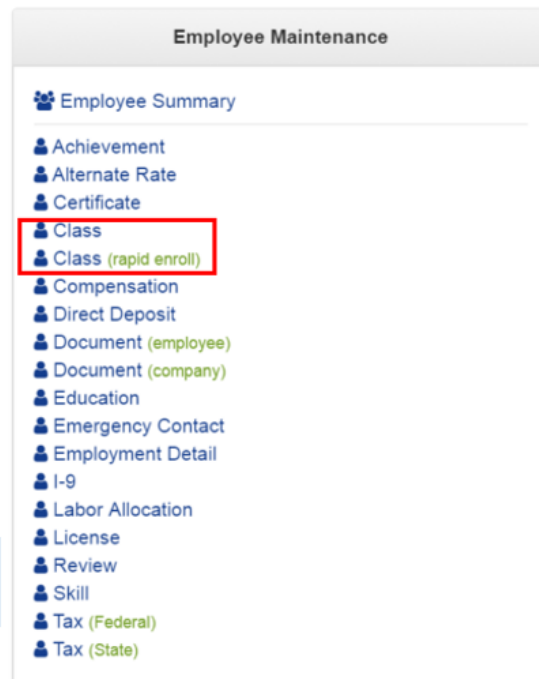 Employee Maintenance
Employee Summary
Achievement
Alternate Rate
Certificate
Class
Class (rapid enroll)
Compensation
Direct Deposit
Document (employee)
Document (company)
Education
Emergency Contact
Employment Detail
I-9
Labor Allocation
License
Review
Skill
Tax (Federal)
Tax (State)